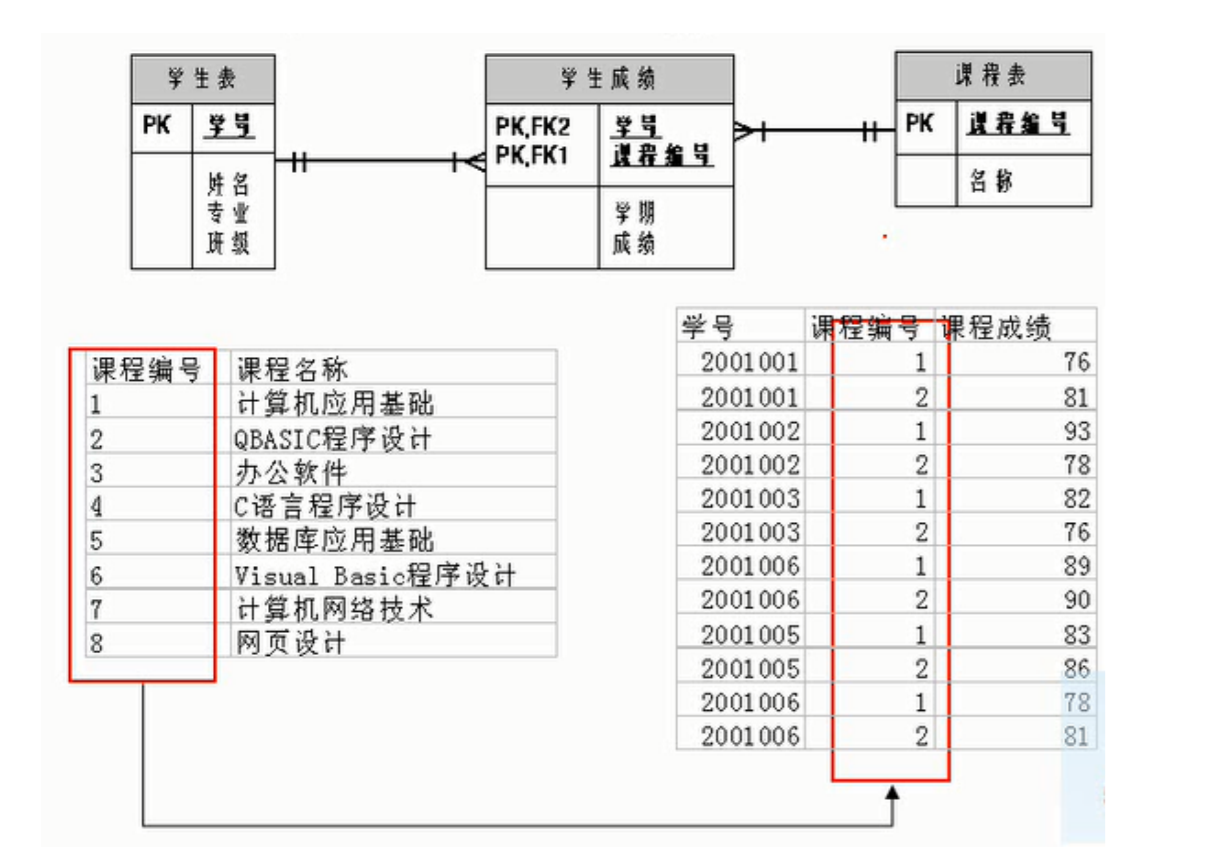 学生表
PK 学号
姓名
专业
班级
学生成绩
PK,FK2 学号
PK,FK1 课程编号
学期
成绩
课程表
PK 课程编号
名称
课程编号 课程名称
1 计算机应用基础
2 QBASIC程序设计
3 办公软件
4 C语言程序设计
5 数据库应用基础
6 Visual Basic程序设计
7 计算机网络技术
8 网页设计
学号 课程编号 课程成绩
2001001 1 76
2001001 2 81
2001002 1 93
2001002 2 78
2001003 1 82
2001003 2 76
2001006 1 89
2001006 2 90
2001005 1 83
2001005 2 86
2001006 1 78
2001006 2 81